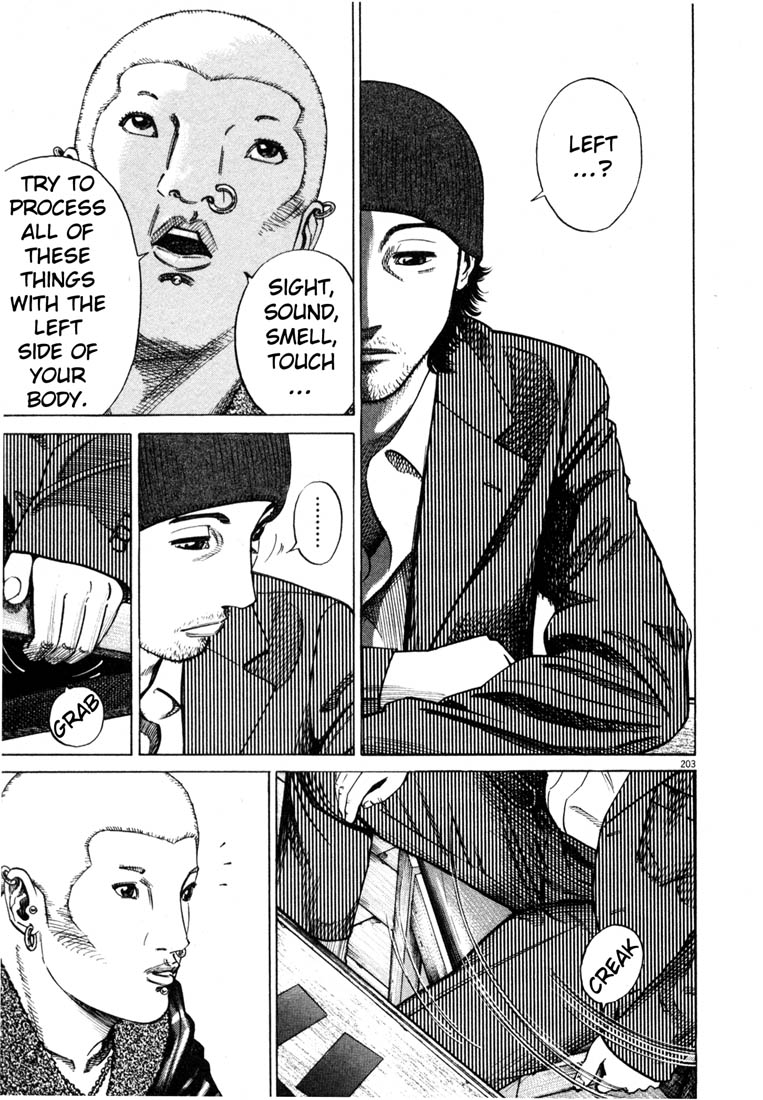 LEFT
...?
SIGHT,
SOUND,
SMELL,
TOUCH
...
TRY TO
PROCESS
ALL OF
THESE
THINGS
WITH THE
LEFT
SIDE OF
YOUR
BODY.
........
GRAB
203
CREAK